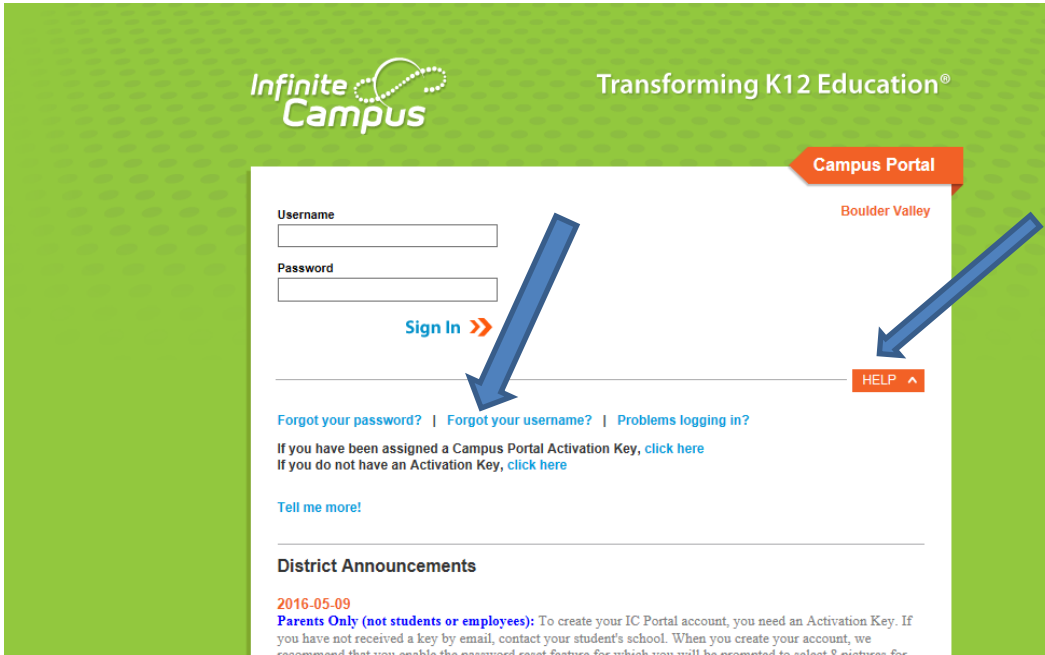 Infinite
Campus
Transforming K12 Education®
Campus Portal
Boulder Valley
Username
Password
Sign In
HELP
Forgot your password? | Forgot your username? | Problems logging in?
If you have been assigned a Campus Portal Activation Key, click here
If you do not have an Activation Key, click here
Tell me more!
District Announcements
2016-05-09
Parents Only (not students or employees): To create your IC Portal account, you need an Activation Key. If
you have not received a key by email, contact your student's school. When you create your account, we
recommend that you enable the password reset feature for which you will be prompted to select 8 pictures for